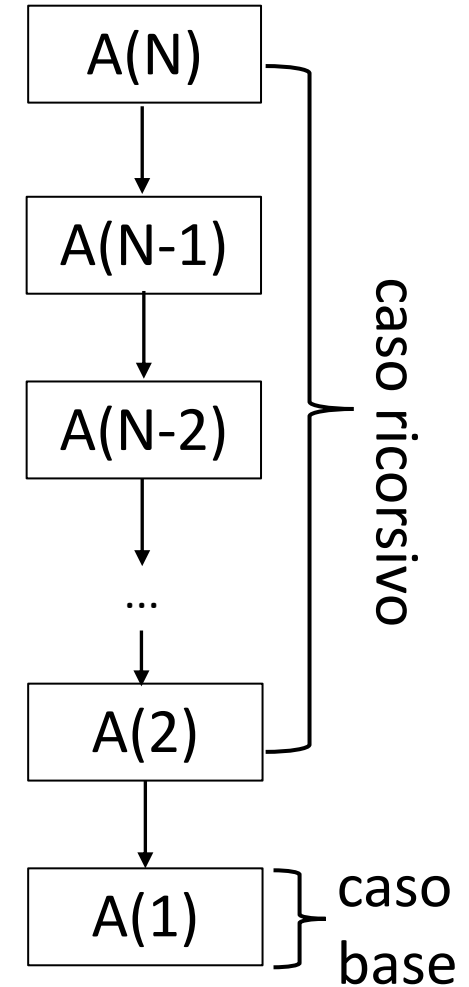 A(N)
A(N-1)
A(N-2)
...
A(2)
A(1)
caso ricorsivo
caso
base